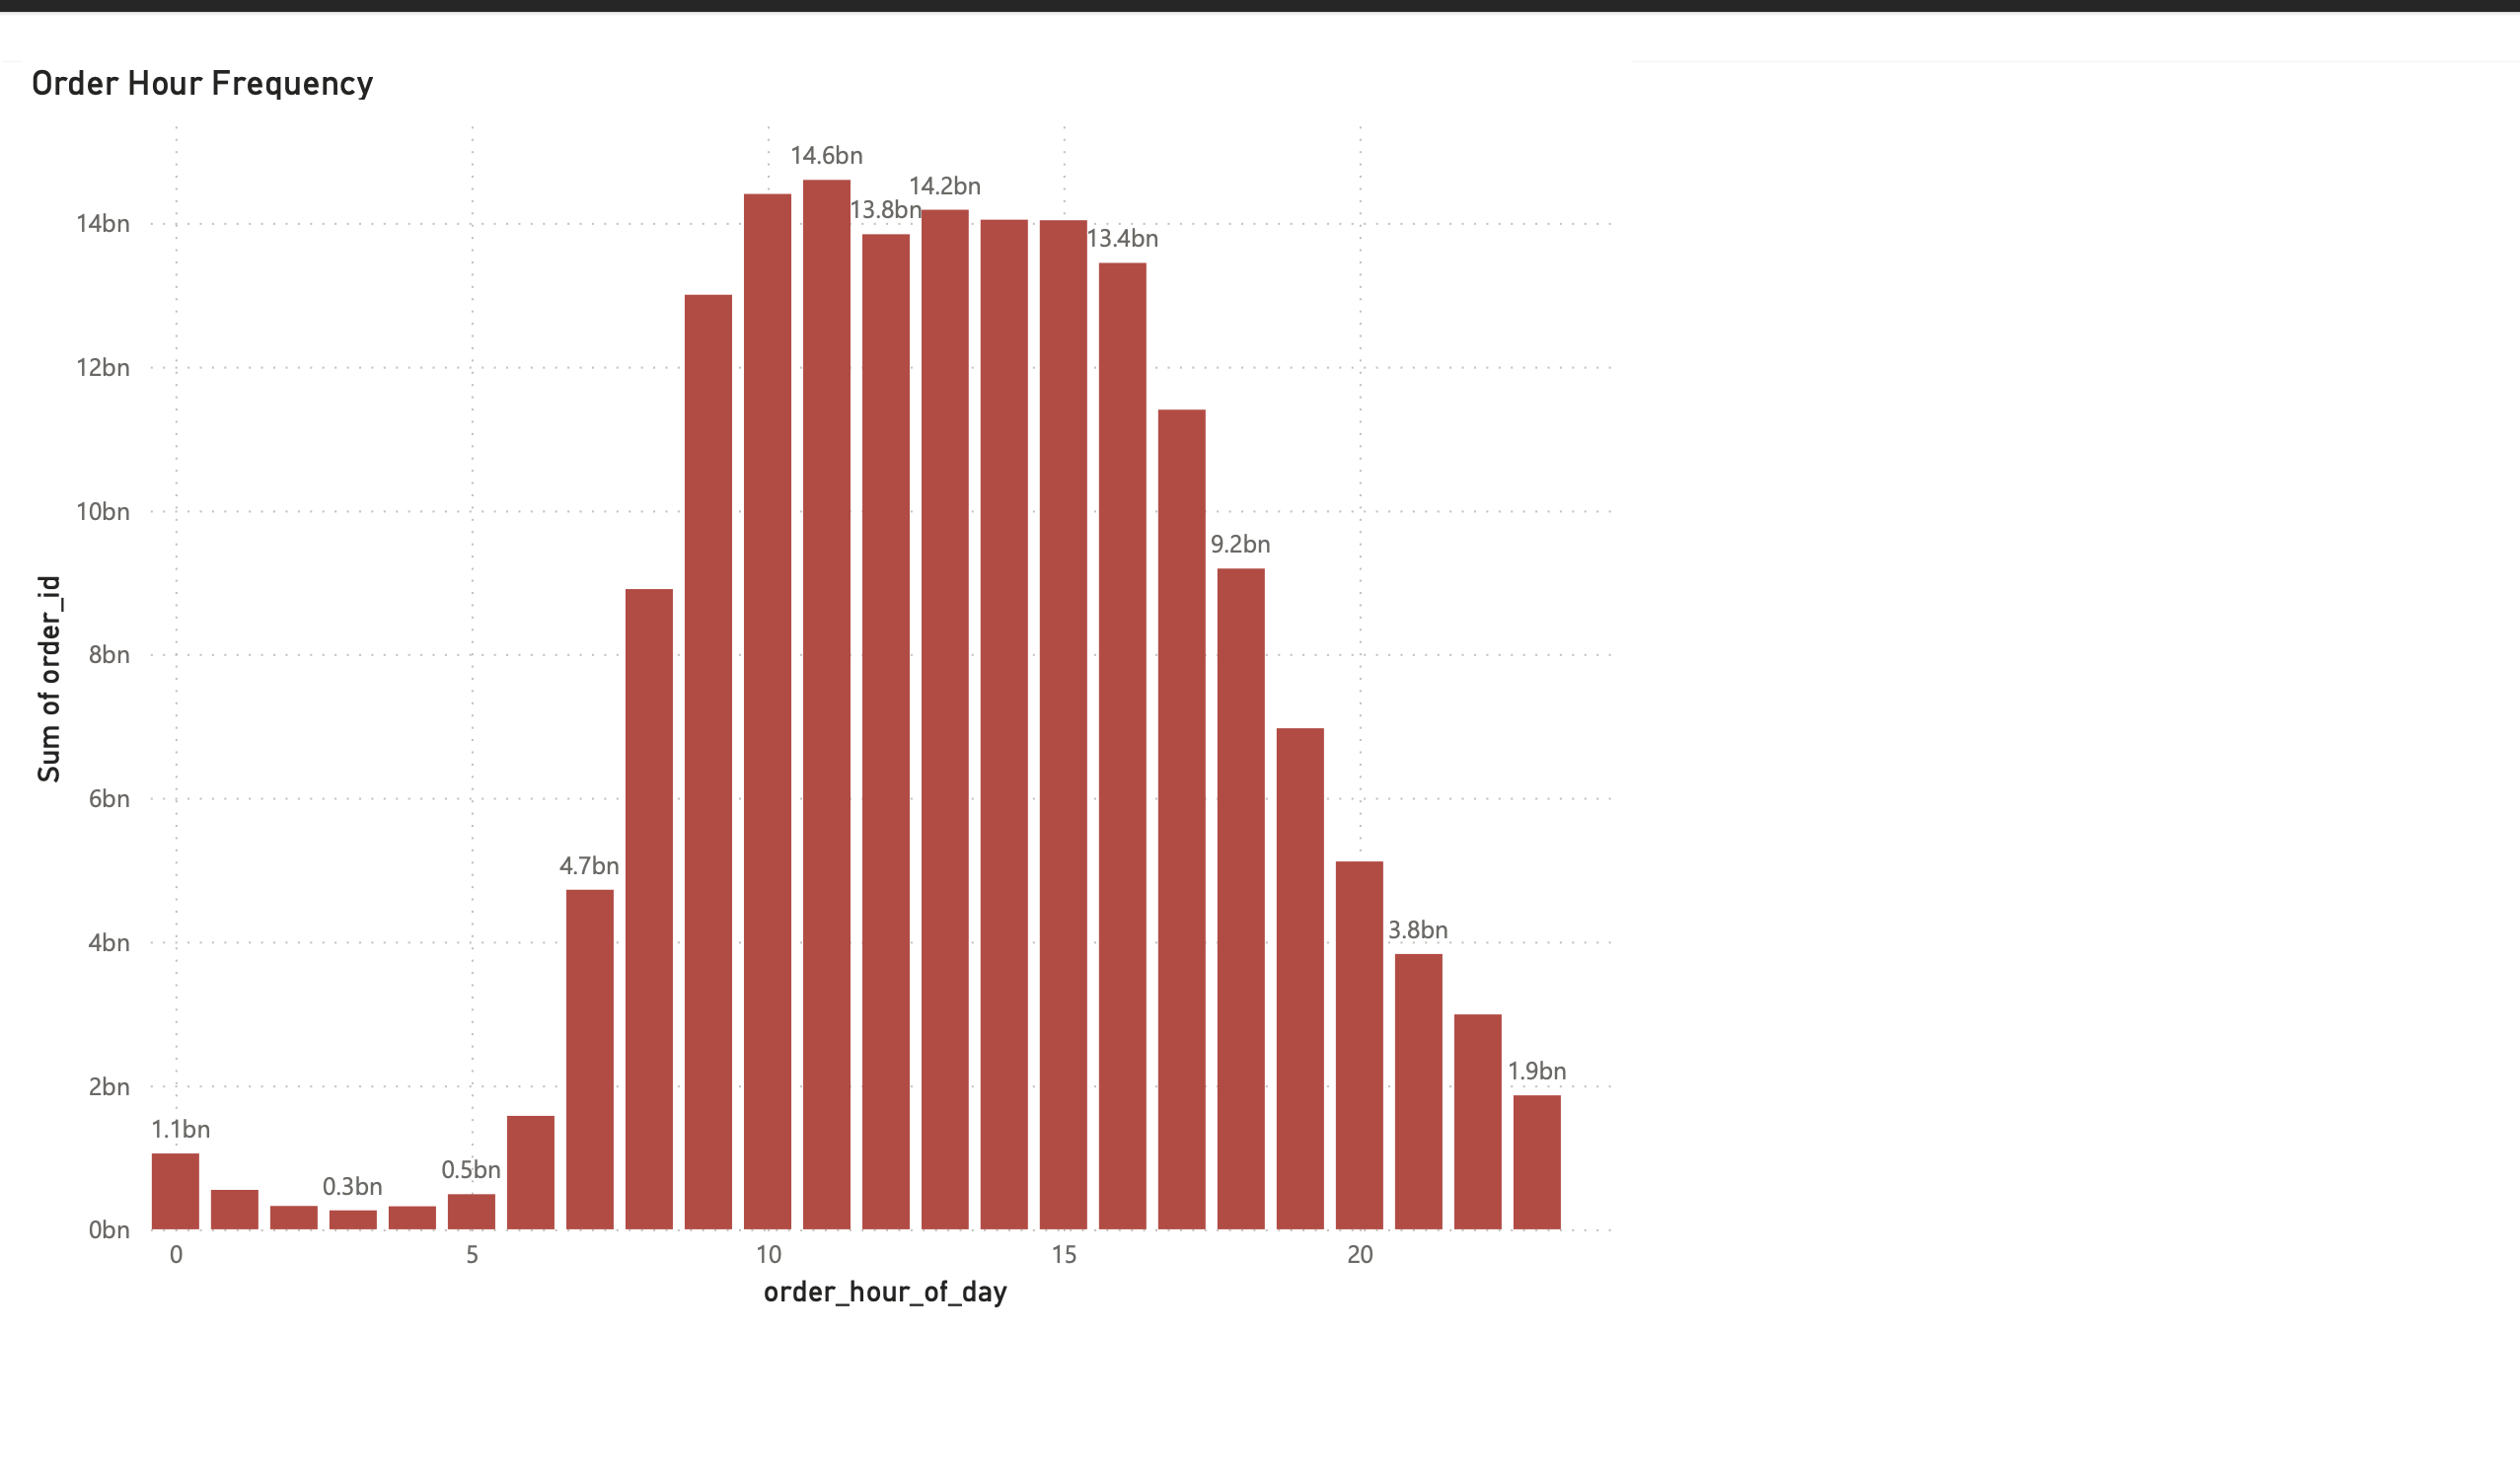 Order Hour Frequency
14.6bn
14.2bn
13.8bn
14bn
13.4bn
12bn
10bn
9.2bn
Sum of order_id
8bn
6bn
4.7bn
4bn
3.8bn
2bn
1.9bn
1.1bn
0.5bn
0.3bn
0bn
0 5 10 15 20
order_hour_of_day